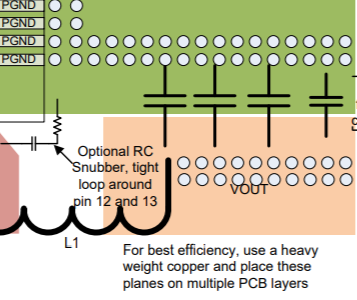 PGND
PGND
PGND
PGND
Optional RC
Snubber, tight
loop around
pin 12 and 13
VOUT
L1
For best efficiency, use a heavy
weight copper and place these
planes on multiple PCB layers